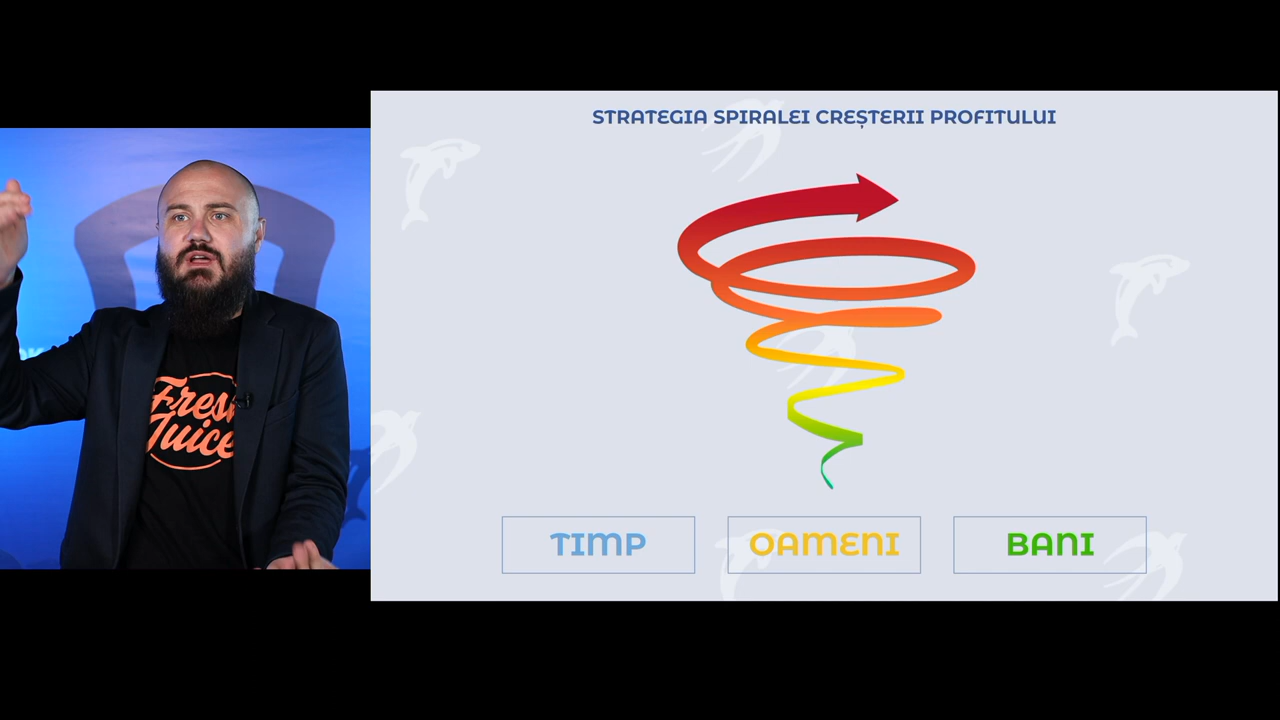 STRATEGIA SPIRALEI CREȘTERII PROFITULUI
Fresh
Juice
TIMP
OAMENI
BANI